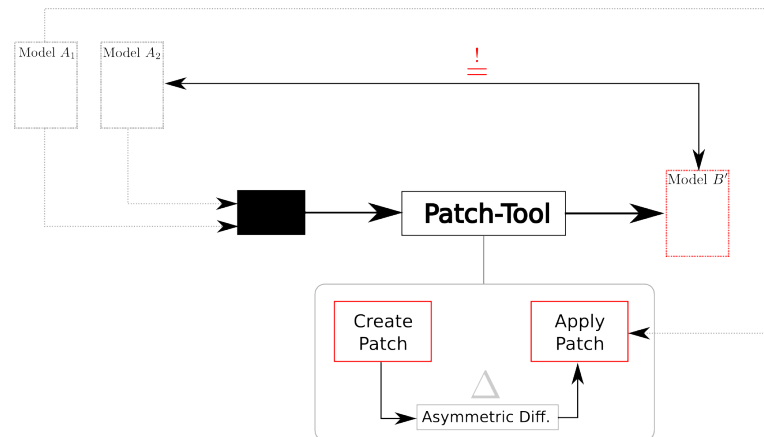 Model A₁
Model A₂
!
=
Model B′
Patch-Tool
Create
Patch
Apply
Patch
Δ
Asymmetric Diff.